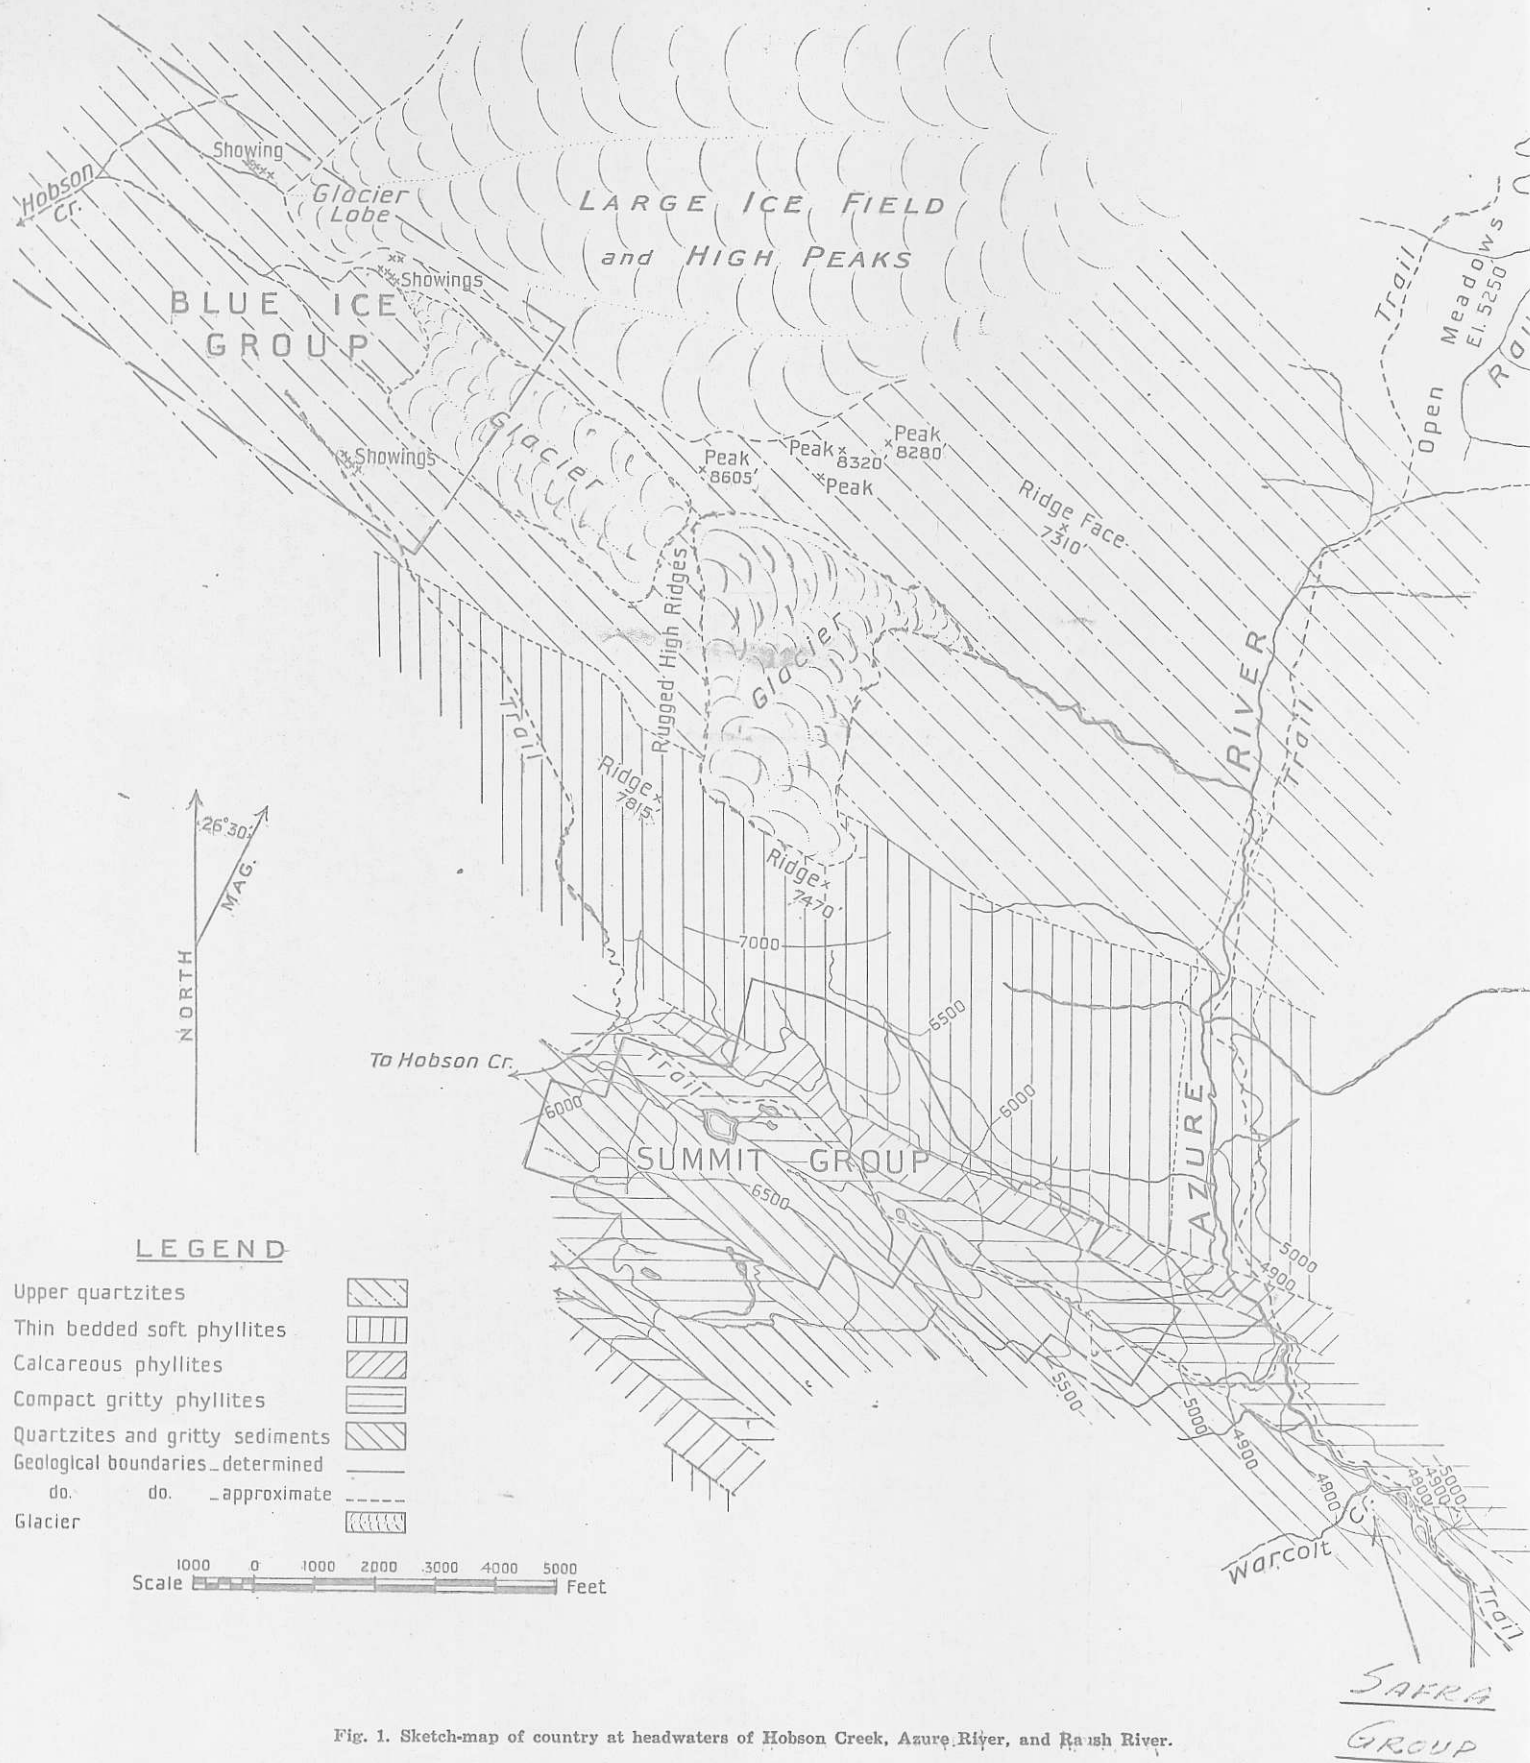 Showing
Hobson
Cr.
Glacier
Lobe
LARGE ICE FIELD
and HIGH PEAKS
Showings
BLUE ICE
GROUP
Trail
Open Meadows
El. 5250
Glacier
Showings
Peak
8605'
Peak
8320'
Peak
8280'
Peak
Ridge Face
7310'
Rugged High Ridges
Glacier
RIVER
Trail
Trail
Ridge
7815'
Ridge
7470'
26°30'
MAG.
NORTH
7000
6500
To Hobson Cr.
Trail
6000
6000
AZURE
SUMMIT GROUP
6500
5000
4900
5500
5000
4900
4800
5000
4900
4800
Warcolt Cr.
Trail
LEGEND
Upper quartzites
Thin bedded soft phyllites
Calcareous phyllites
Compact gritty phyllites
Quartzites and gritty sediments
Geological boundaries _ determined
do. do. _ approximate
Glacier
1000 0 1000 2000 3000 4000 5000
Scale Feet
SAFRA
GROUP
Fig. 1. Sketch-map of country at headwaters of Hobson Creek, Azure River, and Raush River.